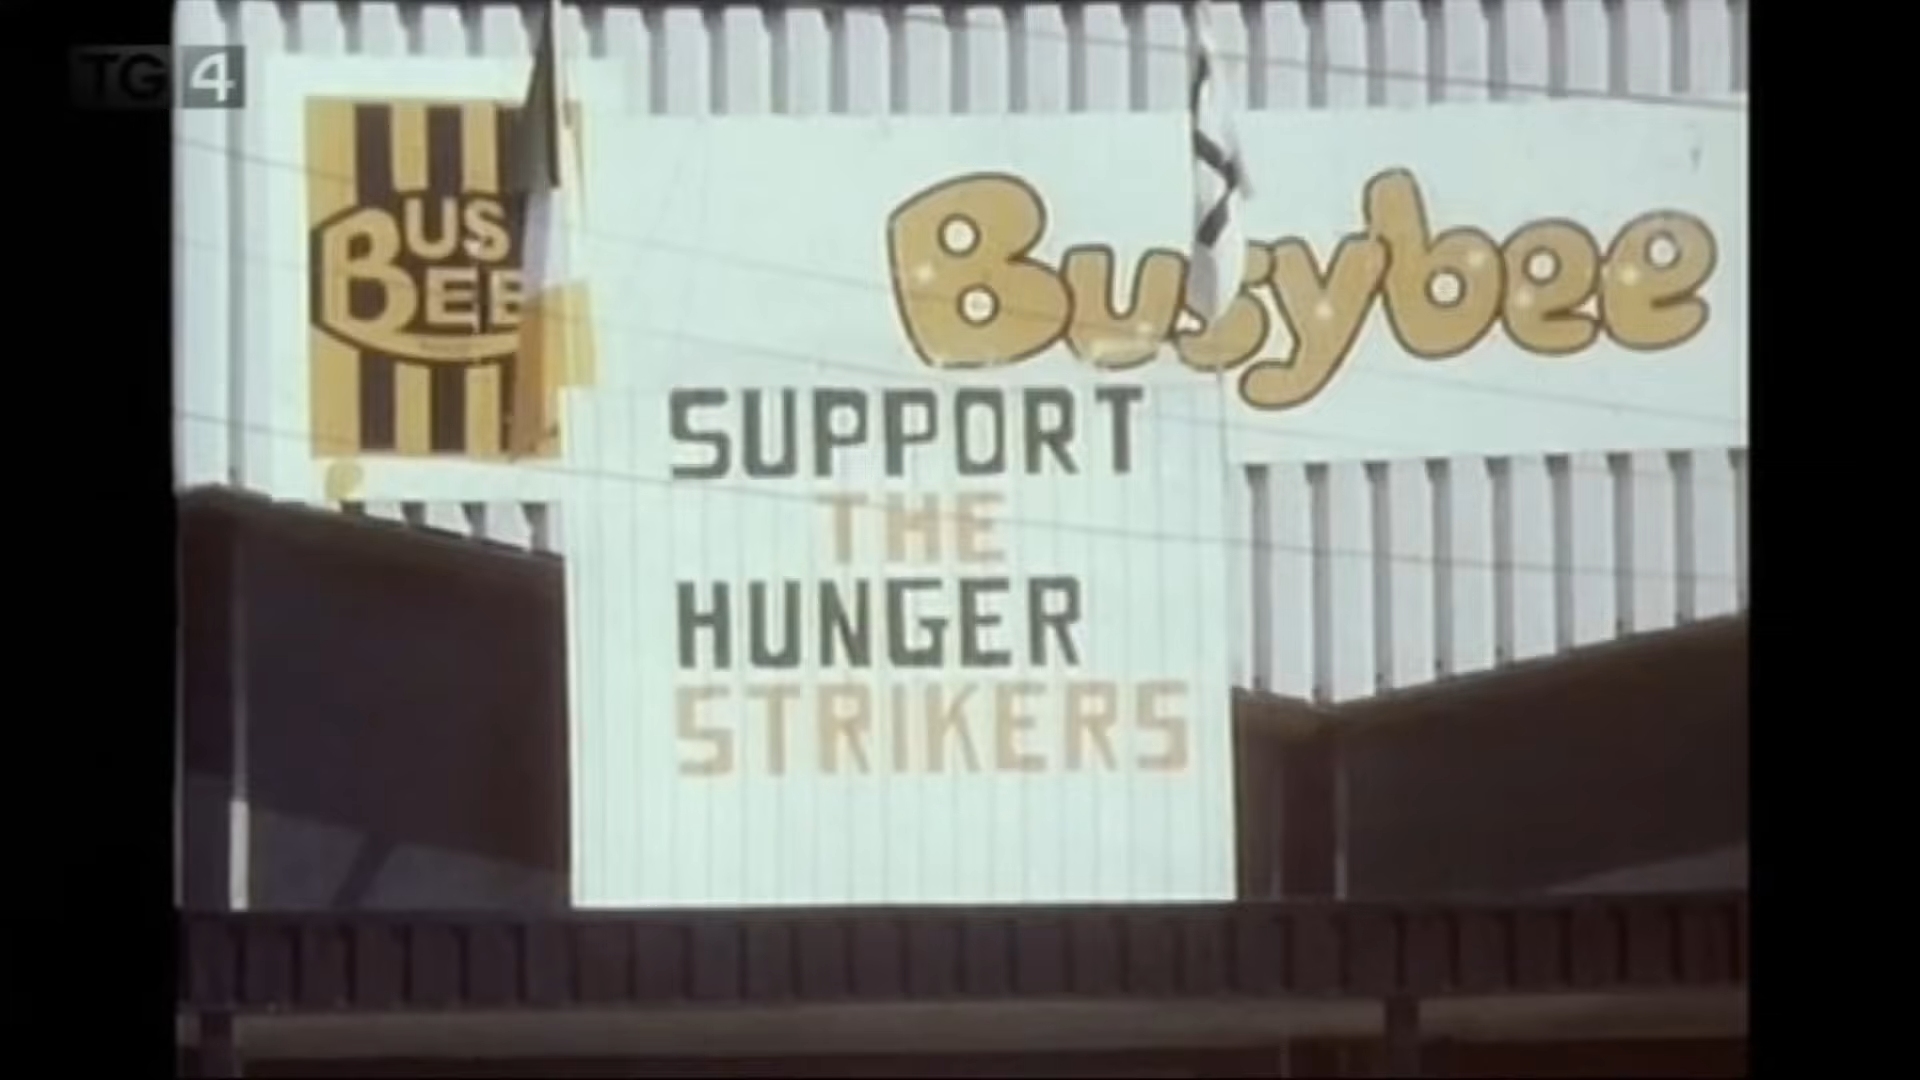 TG4
BUS
BEE
Busybee
SUPPORT
THE
HUNGER
STRIKERS